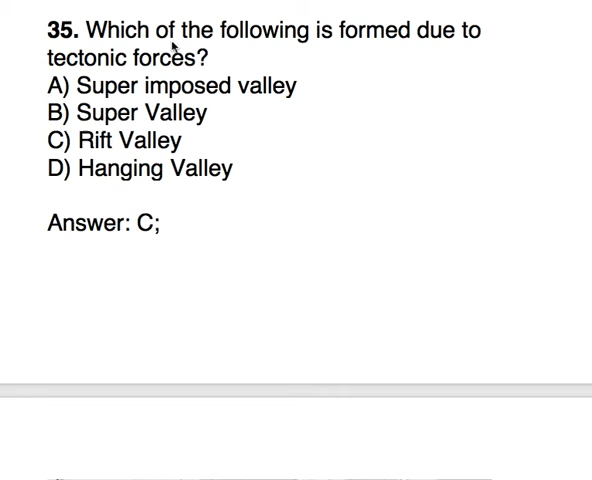 35. Which of the following is formed due to
tectonic forces?
A) Super imposed valley
B) Super Valley
C) Rift Valley
D) Hanging Valley
Answer: C;